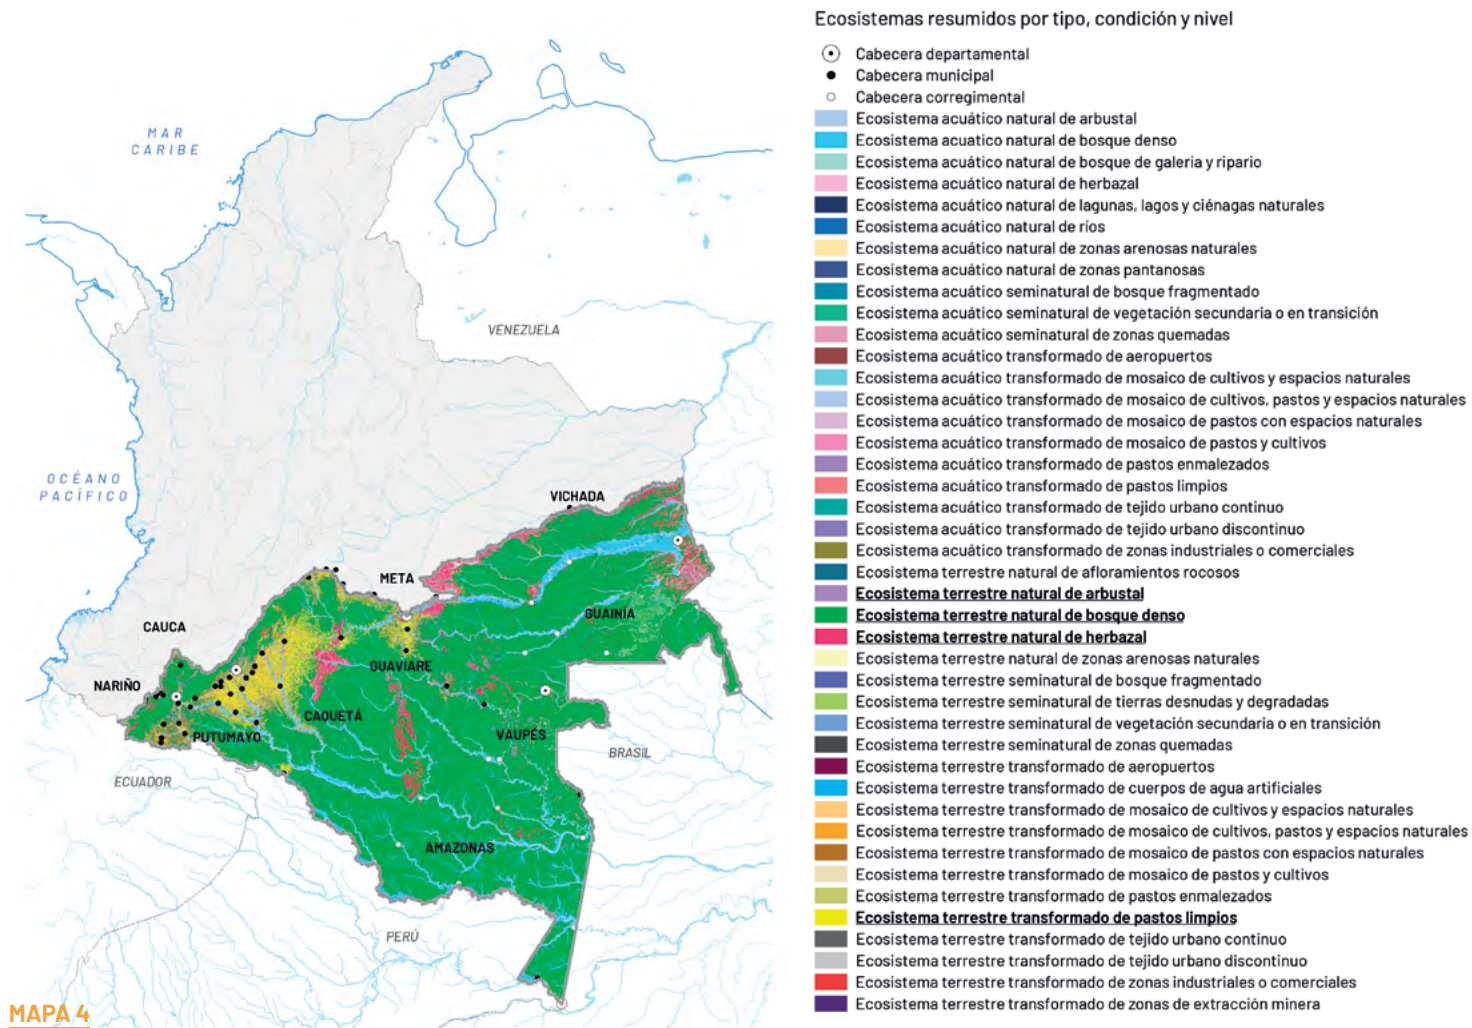 Ecosistemas resumidos por tipo, condición y nivel
Cabecera departamental
Cabecera municipal
Cabecera corregimental
Ecosistema acuático natural de arbustal
Ecosistema acuatico natural de bosque denso
Ecosistema acuático natural de bosque de galeria y ripario
Ecosistema acuático natural de herbazal
Ecosistema acuático natural de lagunas, lagos y ciénagas naturales
Ecosistema acuático natural de ríos
Ecosistema acuático natural de zonas arenosas naturales
Ecosistema acuático natural de zonas pantanosas
Ecosistema acuático seminatural de bosque fragmentado
Ecosistema acuático seminatural de vegetación secundaria o en transición
Ecosistema acuático seminatural de zonas quemadas
Ecosistema acuático transformado de aeropuertos
Ecosistema acuático transformado de mosaico de cultivos y espacios naturales
Ecosistema acuático transformado de mosaico de cultivos, pastos y espacios naturales
Ecosistema acuático transformado de mosaico de pastos con espacios naturales
Ecosistema acuático transformado de mosaico de pastos y cultivos
Ecosistema acuático transformado de pastos enmalezados
Ecosistema acuático transformado de pastos limpios
Ecosistema acuático transformado de tejido urbano continuo
Ecosistema acuático transformado de tejido urbano discontinuo
Ecosistema acuático transformado de zonas industriales o comerciales
Ecosistema terrestre natural de afloramientos rocosos
Ecosistema terrestre natural de arbustal
Ecosistema terrestre natural de bosque denso
Ecosistema terrestre natural de herbazal
Ecosistema terrestre natural de zonas arenosas naturales
Ecosistema terrestre seminatural de bosque fragmentado
Ecosistema terrestre seminatural de tierras desnudas y degradadas
Ecosistema terrestre seminatural de vegetación secundaria o en transición
Ecosistema terrestre seminatural de zonas quemadas
Ecosistema terrestre transformado de aeropuertos
Ecosistema terrestre transformado de cuerpos de agua artificiales
Ecosistema terrestre transformado de mosaico de cultivos y espacios naturales
Ecosistema terrestre transformado de mosaico de cultivos, pastos y espacios naturales
Ecosistema terrestre transformado de mosaico de pastos con espacios naturales
Ecosistema terrestre transformado de mosaico de pastos y cultivos
Ecosistema terrestre transformado de pastos enmalezados
Ecosistema terrestre transformado de pastos limpios
Ecosistema terrestre transformado de tejido urbano continuo
Ecosistema terrestre transformado de tejido urbano discontinuo
Ecosistema terrestre transformado de zonas industriales o comerciales
Ecosistema terrestre transformado de zonas de extracción minera
MAR
CARIBE
VENEZUELA
OCÉANO
PACÍFICO
VICHADA
META
GUAINÍA
CAUCA
GUAVIARE
NARIÑO
CAQUETÁ
PUTUMAYO
VAUPÉS
BRASIL
ECUADOR
AMAZONAS
PERÚ
MAPA 4